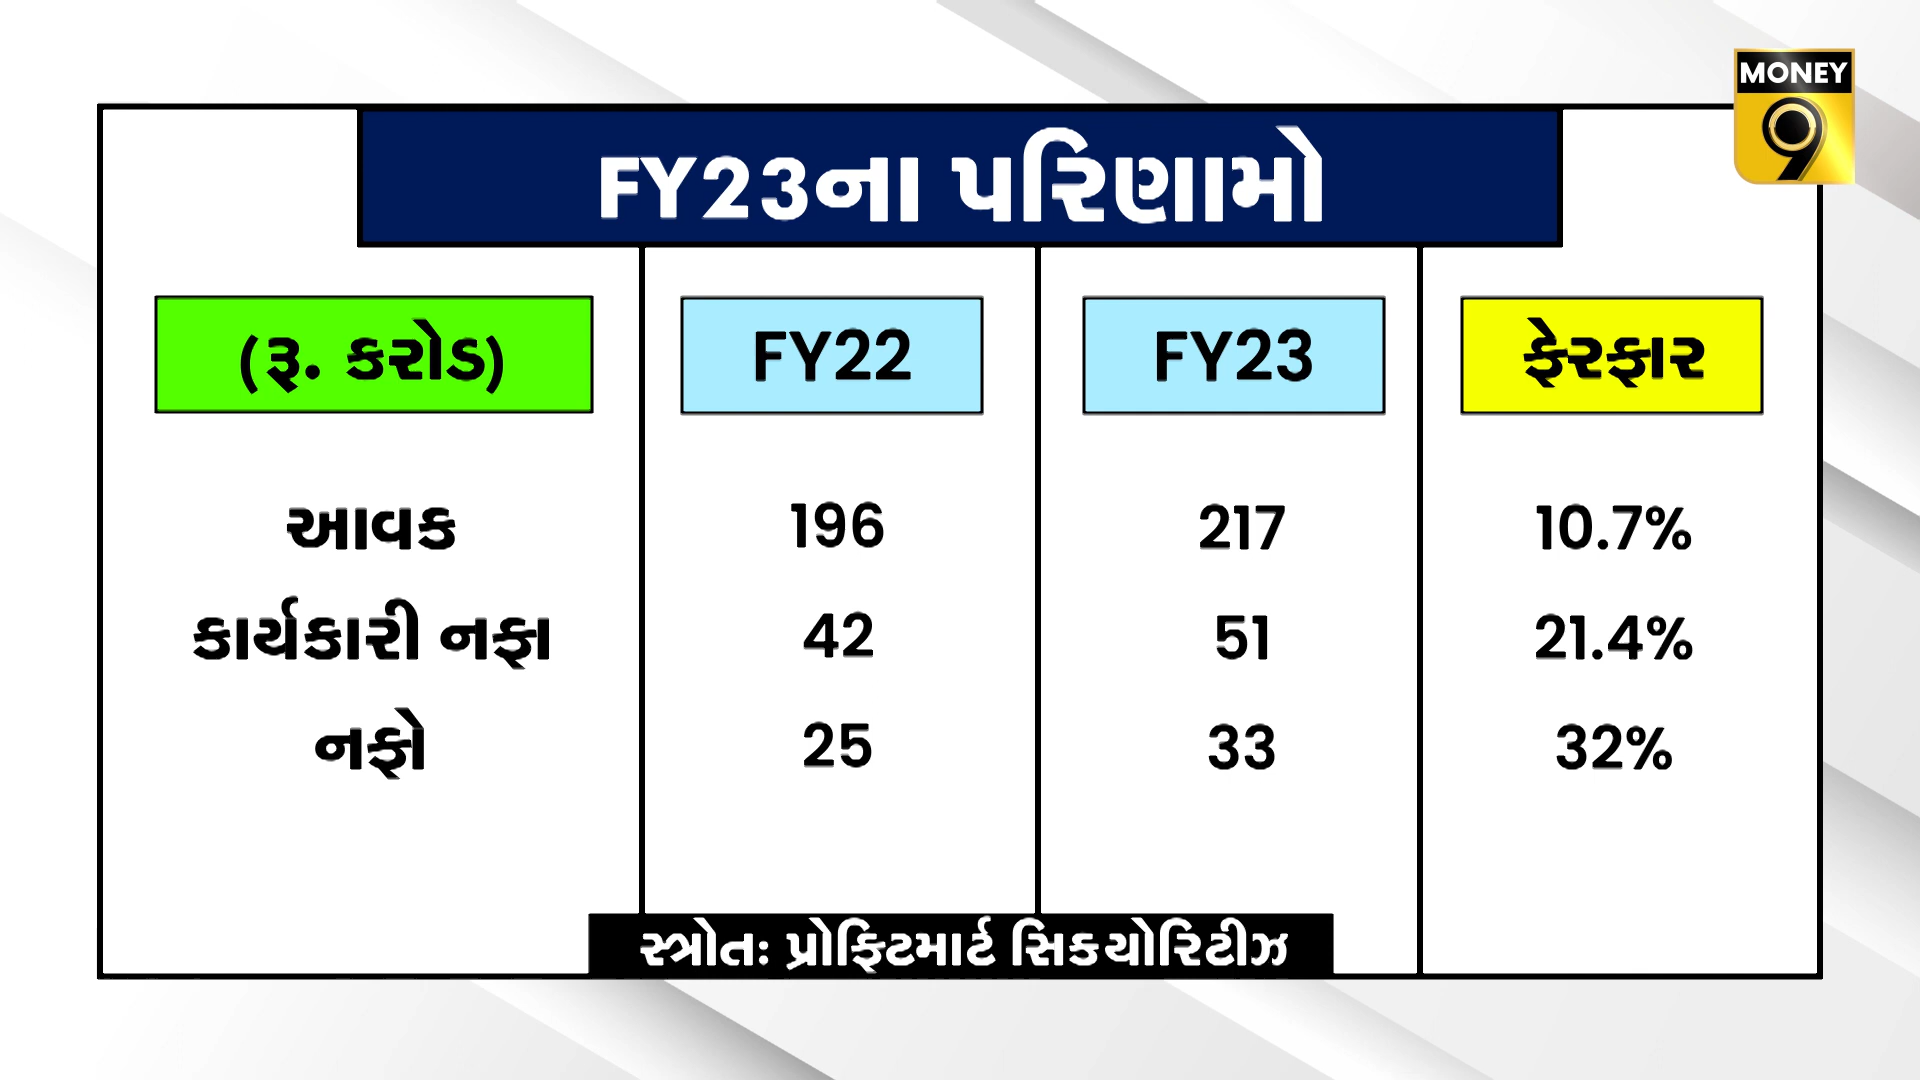 MONEY
9
FY23ના પરિણામો
(રૂ. કરોડ) FY22 FY23 ફેરફાર
આવક 196 217 10.7%
કાર્યકારી નફા 42 51 21.4%
નફો 25 33 32%
સ્ત્રોતઃ પ્રોફિટમાર્ટ સિકયોરિટીઝ